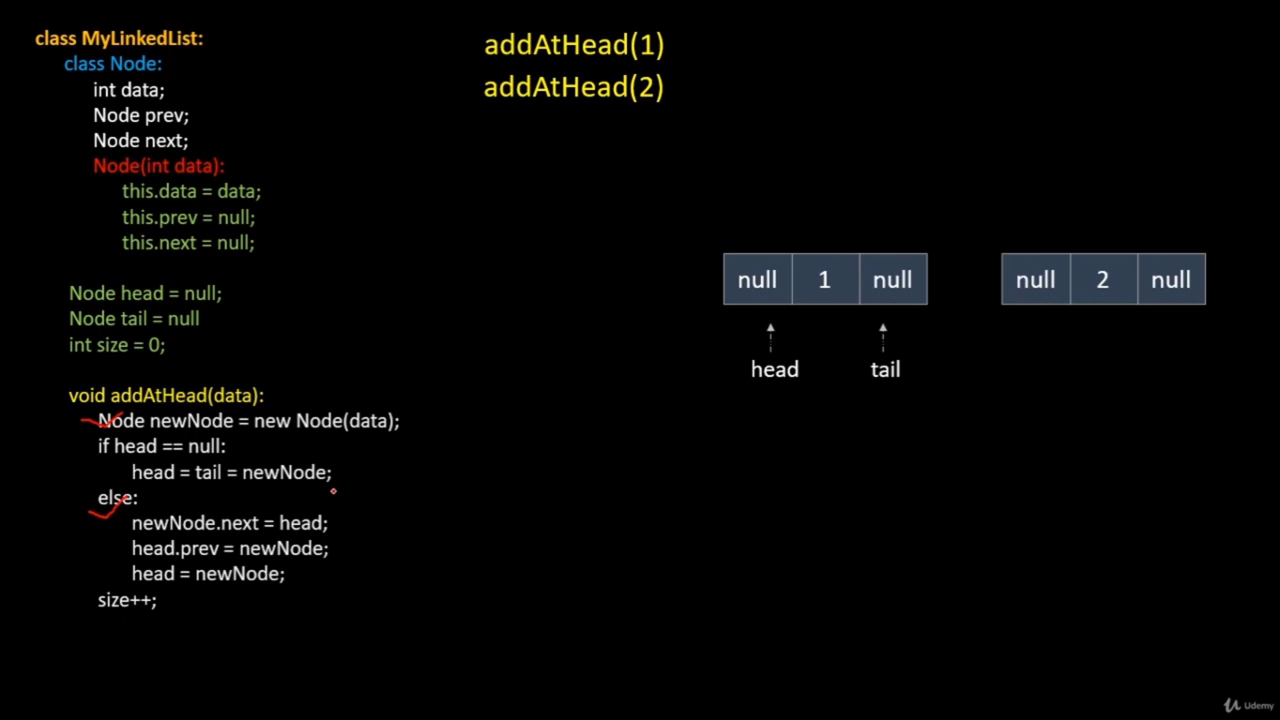 class MyLinkedList:
class Node:
int data;
Node prev;
Node next;
Node(int data):
this.data = data;
this.prev = null;
this.next = null;
Node head = null;
Node tail = null
int size = 0;
void addAtHead(data):
Node newNode = new Node(data);
if head == null:
head = tail = newNode;
else:
newNode.next = head;
head.prev = newNode;
head = newNode;
size++;
addAtHead(1)
addAtHead(2)
null 1 null
null 2 null
head tail
Udemy